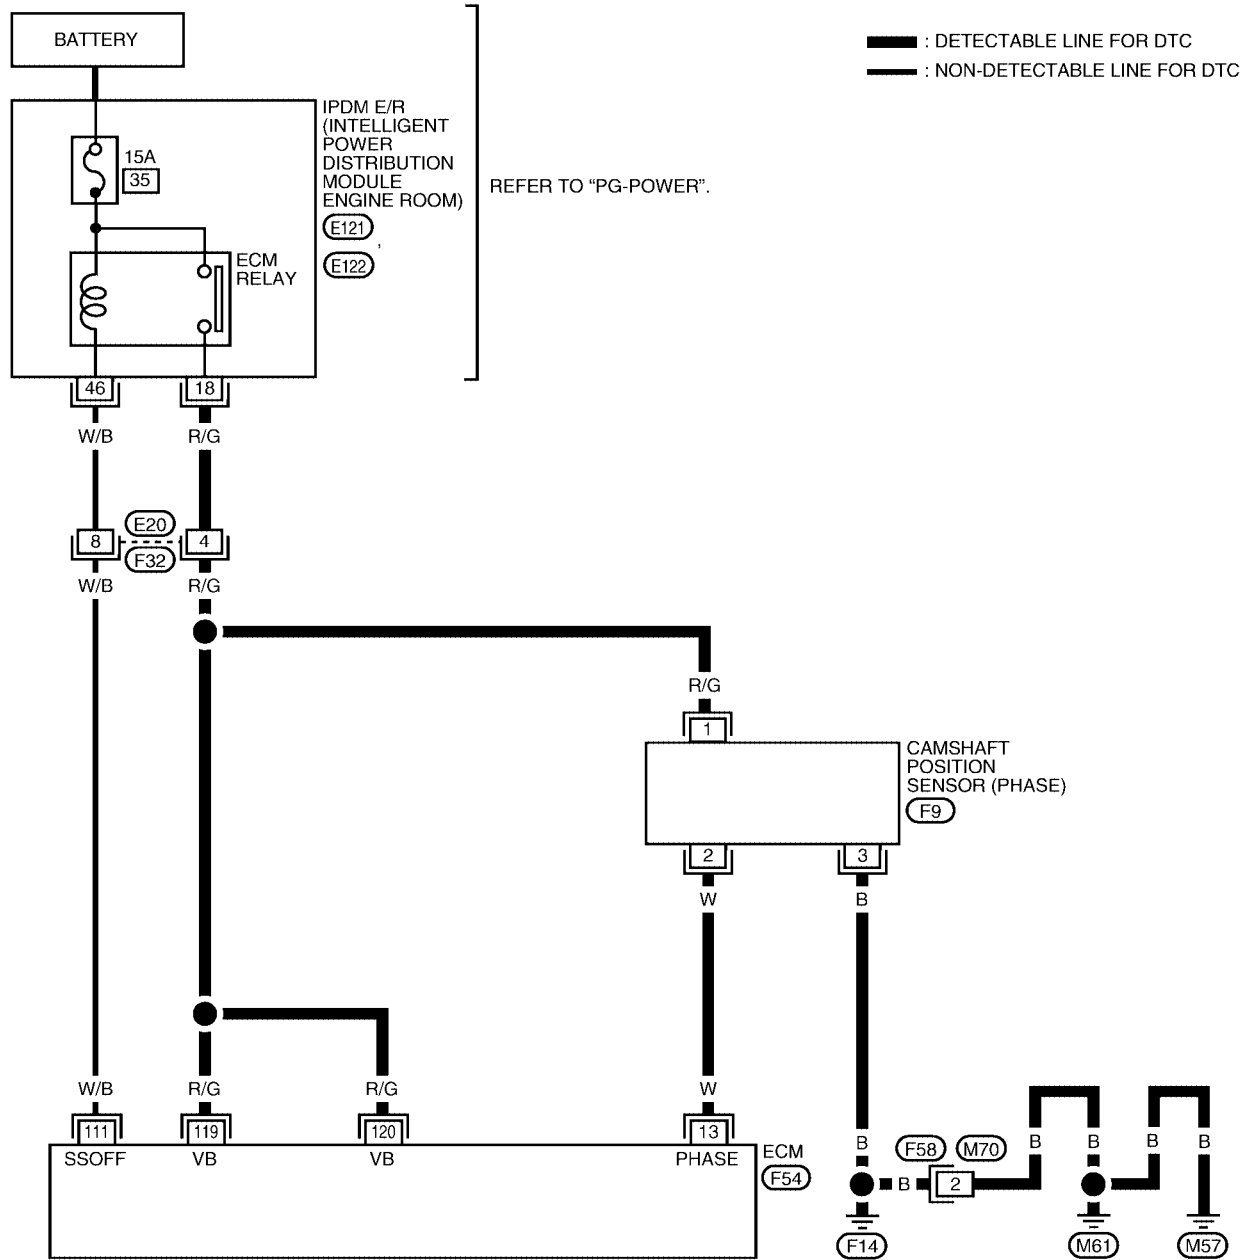 BATTERY
: DETECTABLE LINE FOR DTC
: NON-DETECTABLE LINE FOR DTC
IPDM E/R
(INTELLIGENT
POWER
DISTRIBUTION
MODULE
ENGINE ROOM)
E121
,
E122
15A
35
REFER TO “PG-POWER”.
ECM
RELAY
46
18
W/B
R/G
8
E20
F32
4
W/B
R/G
R/G
1
CAMSHAFT
POSITION
SENSOR (PHASE)
F9
2
3
W
B
W/B
R/G
R/G
W
111
119
120
13
SSOFF
VB
VB
PHASE
ECM
F54
B
F58
M70
B
B
B
B
B
2
F14
M61
M57